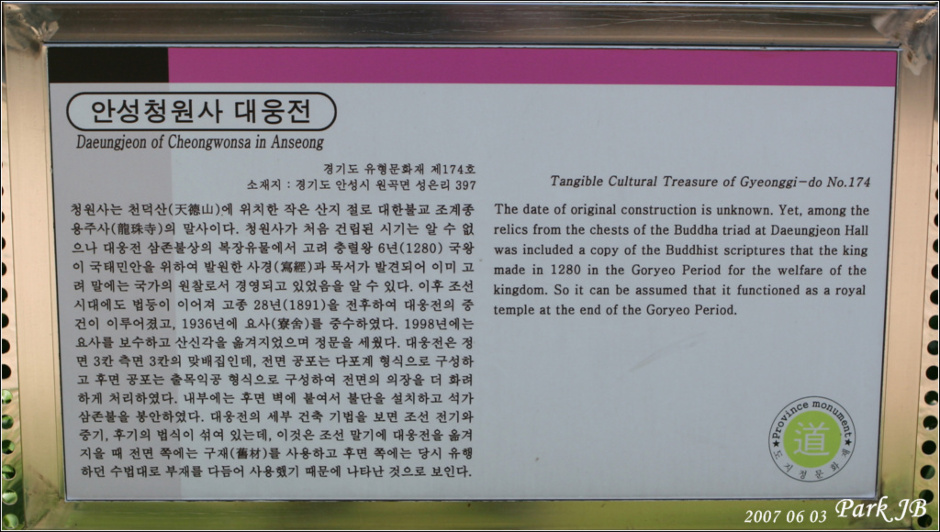 안성청원사 대웅전
Daeungjeon of Cheongwonsa in Anseong
경기도 유형문화재 제174호
소재지 : 경기도 안성시 원곡면 성은리 397
청원사는 천덕산(天德山)에 위치한 작은 산지 절로 대한불교 조계종
용주사(龍珠寺)의 말사이다. 청원사가 처음 건립된 시기는 알 수 없
으나 대웅전 삼존불상의 복장유물에서 고려 충렬왕 6년(1280) 국왕
이 국태민안을 위하여 발원한 사경(寫經)과 묵서가 발견되어 이미 고
려 말에는 국가의 원찰로서 경영되고 있었음을 알 수 있다. 이후 조선
시대에도 법등이 이어져 고종 28년(1891)을 전후하여 대웅전의 중
건이 이루어졌고, 1936년에 요사(寮舍)를 중수하였다. 1998년에는
요사를 보수하고 산신각을 옮겨지었으며 정문을 세웠다. 대웅전은 정
면 3칸 측면 3칸의 맞배집인데, 전면 공포는 다포계 형식으로 구성하
고 후면 공포는 출목익공 형식으로 구성하여 전면의 의장을 더 화려
하게 처리하였다. 내부에는 후면 벽에 붙여서 불단을 설치하고 석가
삼존불을 봉안하였다. 대웅전의 세부 건축 기법을 보면 조선 전기와
중기, 후기의 법식이 섞여 있는데, 이것은 조선 말기에 대웅전을 옮겨
지을 때 전면 쪽에는 구재(舊材)를 사용하고 후면 쪽에는 당시 유행
하던 수법대로 부재를 다듬어 사용했기 때문에 나타난 것으로 보인다.
Tangible Cultural Treasure of Gyeonggi-do No.174
The date of original construction is unknown. Yet, among the
relics from the chests of the Buddha triad at Daeungjeon Hall
was included a copy of the Buddhist scriptures that the king
made in 1280 in the Goryeo Period for the welfare of the
kingdom. So it can be assumed that it functioned as a royal
temple at the end of the Goryeo Period.
Province monument
道
도지정문화재
2007 06 03 Park JB